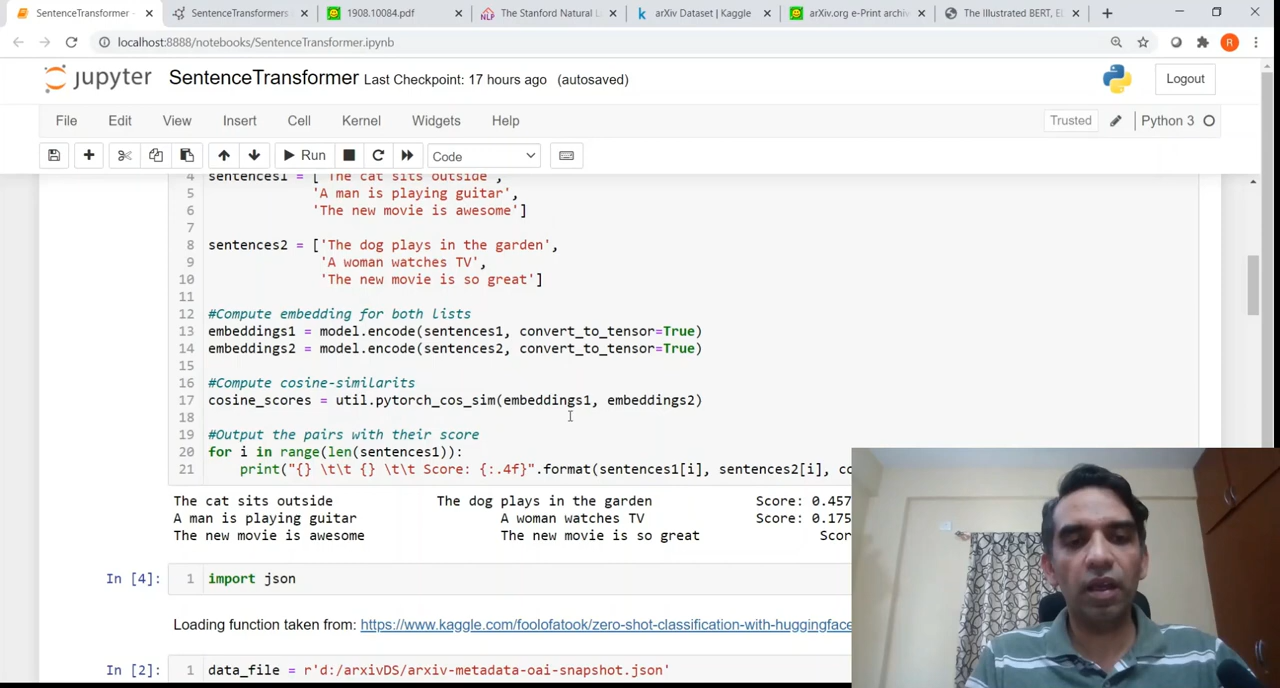 SentenceTransformer -
SentenceTransformers
1908.10084.pdf
NLP
The Stanford Natural L
k
arXiv Dataset | Kaggle
arXiv.org e-Print archiv
The Illustrated BERT, E
localhost:8888/notebooks/SentenceTransformer.ipynb
R
jupyter SentenceTransformer Last Checkpoint: 17 hours ago (autosaved)
Logout
File Edit View Insert Cell Kernel Widgets Help
Trusted Python 3
Run Code
4 sentences1 = ['The cat sits outside',
5 'A man is playing guitar',
6 'The new movie is awesome']
7
8 sentences2 = ['The dog plays in the garden',
9 'A woman watches TV',
10 'The new movie is so great']
11
12 #Compute embedding for both lists
13 embeddings1 = model.encode(sentences1, convert_to_tensor=True)
14 embeddings2 = model.encode(sentences2, convert_to_tensor=True)
15
16 #Compute cosine-similarits
17 cosine_scores = util.pytorch_cos_sim(embeddings1, embeddings2)
18
19 #Output the pairs with their score
20 for i in range(len(sentences1)):
21 print("{} \t\t {} \t\t Score: {:.4f}".format(sentences1[i], sentences2[i], co
The cat sits outside The dog plays in the garden Score: 0.457
A man is playing guitar A woman watches TV Score: 0.175
The new movie is awesome The new movie is so great Scor
In [4]: 1 import json
Loading function taken from: https://www.kaggle.com/foolofatook/zero-shot-classification-with-huggingface
In [2]: 1 data_file = r'd:/arxivDS/arxiv-metadata-oai-snapshot.json'